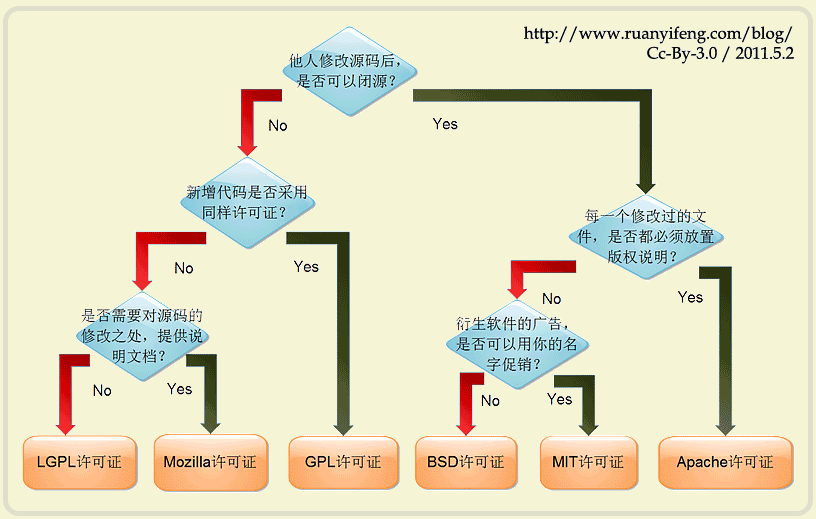 http://www.ruanyifeng.com/blog/
Cc-By-3.0 / 2011.5.2
他人修改源码后，
是否可以闭源？
No
Yes
新增代码是否采用
同样许可证？
每一个修改过的文
件，是否都必须放置
版权说明？
No
Yes
No
Yes
是否需要对源码的
修改之处，提供说
明文档？
衍生软件的广告，
是否可以用你的名
字促销？
No
Yes
No
Yes
LGPL许可证
Mozilla许可证
GPL许可证
BSD许可证
MIT许可证
Apache许可证